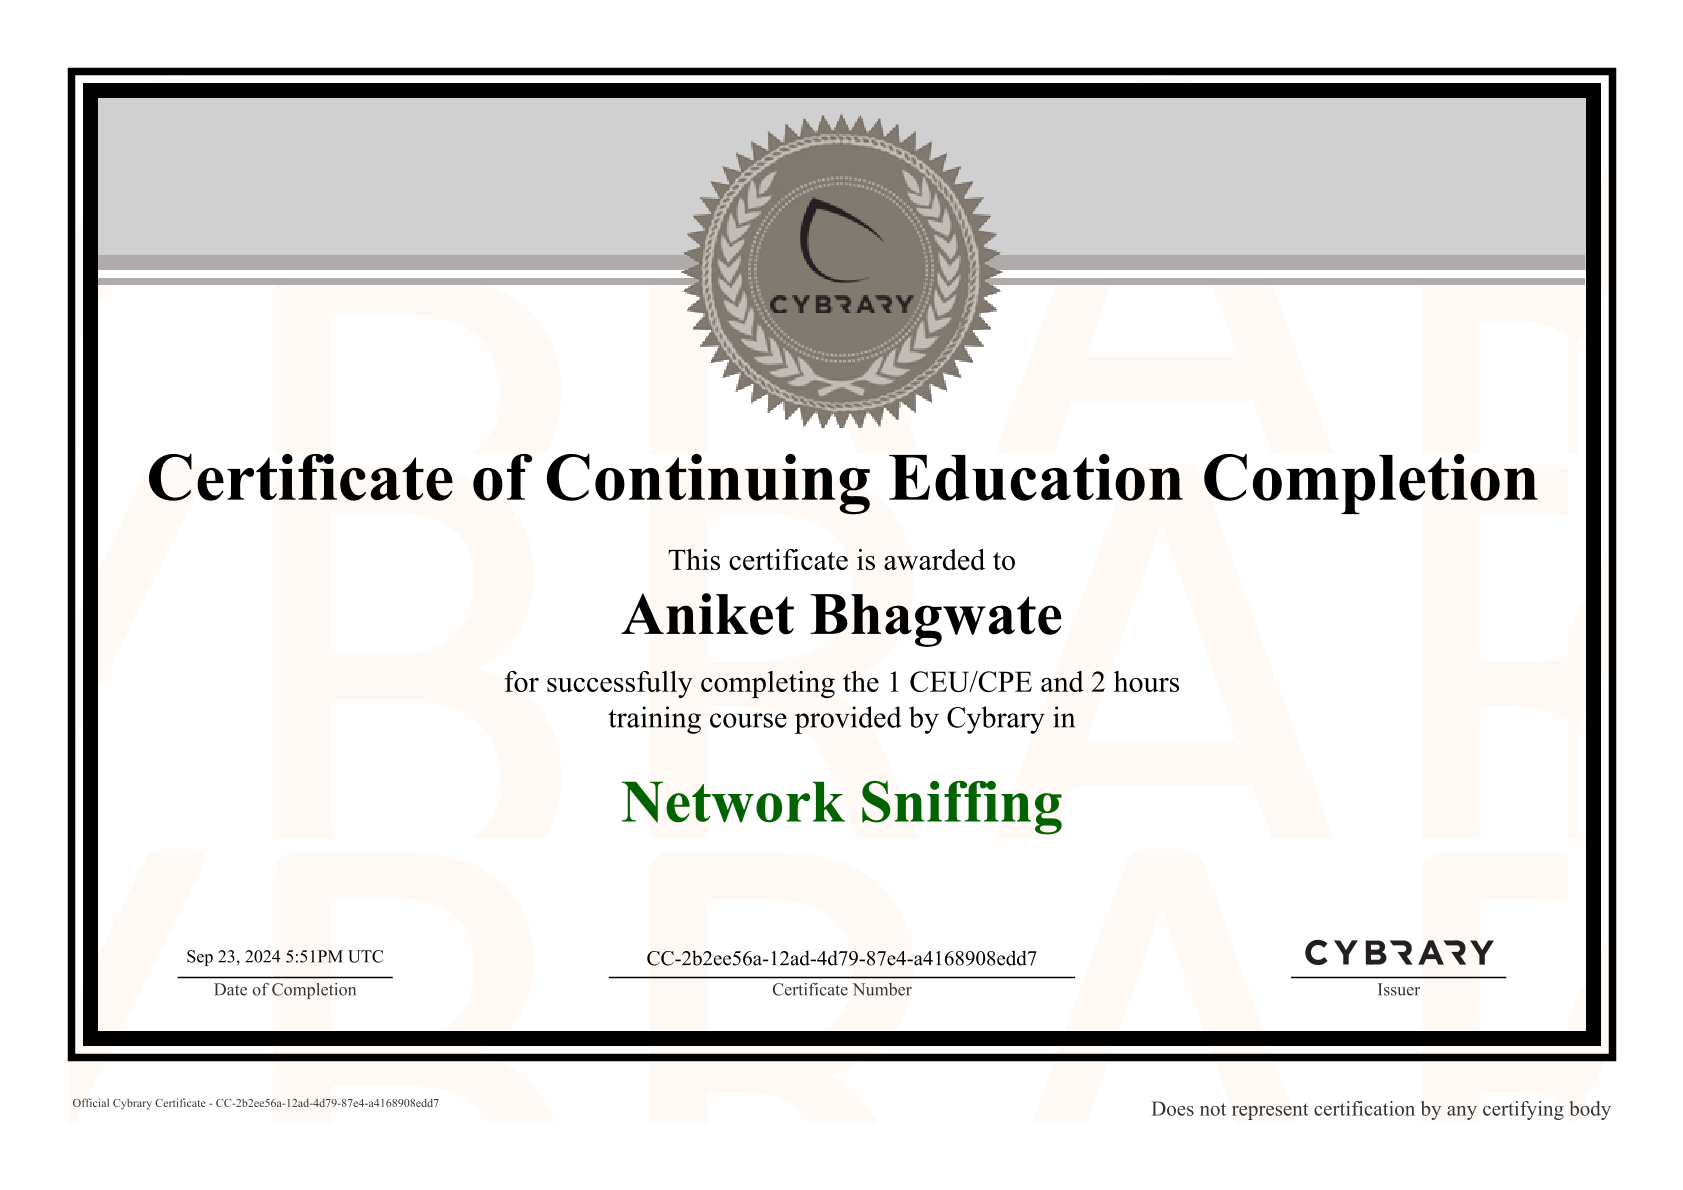 CYBRARY
Certificate of Continuing Education Completion
This certificate is awarded to
Aniket Bhagwate
for successfully completing the 1 CEU/CPE and 2 hours
training course provided by Cybrary in
Network Sniffing
Sep 23, 2024 5:51PM UTC
Date of Completion
CC-2b2ee56a-12ad-4d79-87e4-a4168908edd7
Certificate Number
CYBRARY
Issuer
Official Cybrary Certificate - CC-2b2ee56a-12ad-4d79-87e4-a4168908edd7
Does not represent certification by any certifying body